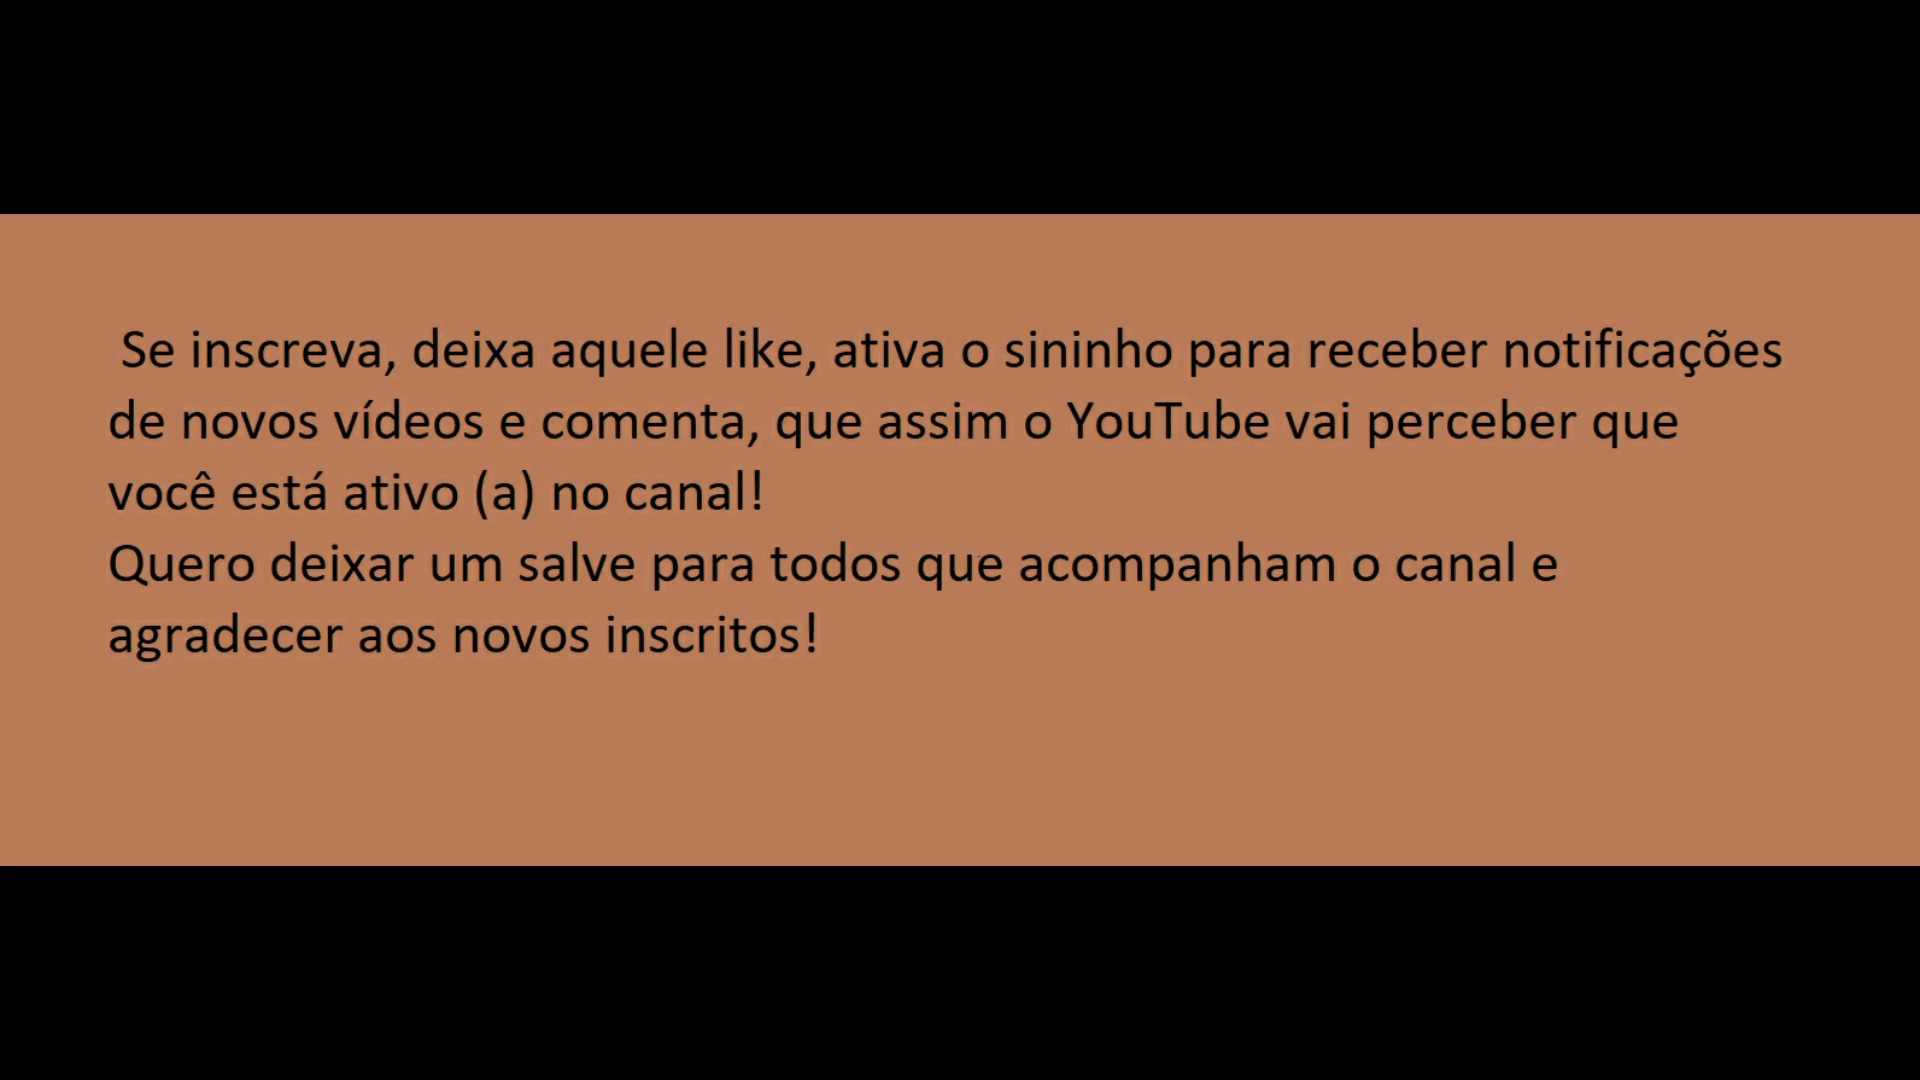 Se inscreva, deixa aquele like, ativa o sininho para receber notificações
de novos vídeos e comenta, que assim o YouTube vai perceber que
você está ativo (a) no canal!
Quero deixar um salve para todos que acompanham o canal e
agradecer aos novos inscritos!